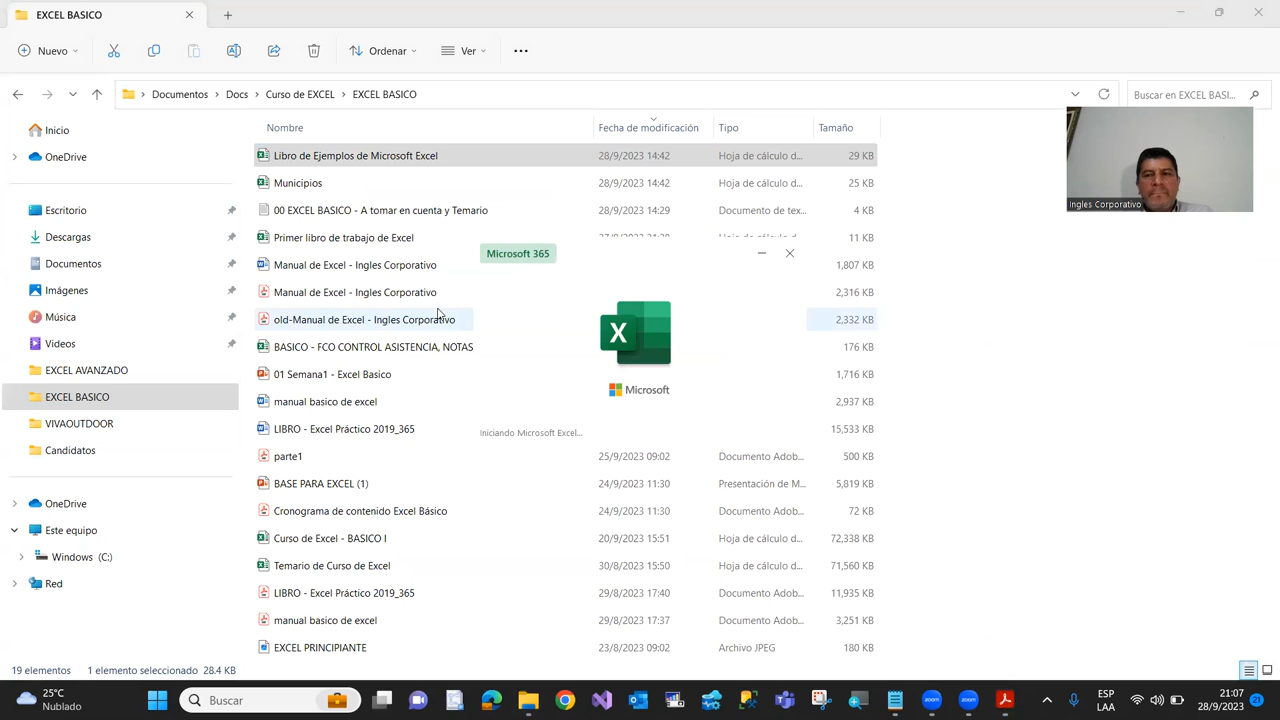 EXCEL BASICO
Nuevo
Ordenar
Ver
Documentos > Docs > Curso de EXCEL > EXCEL BASICO
Buscar en EXCEL BASI...
Inicio
OneDrive
Escritorio
Descargas
Documentos
Imágenes
Música
Videos
EXCEL AVANZADO
EXCEL BASICO
VIVAOUTDOOR
Candidatos
OneDrive
Este equipo
Windows (C:)
Red
Nombre Fecha de modificación Tipo Tamaño
Libro de Ejemplos de Microsoft Excel 28/9/2023 14:42 Hoja de cálculo d... 29 KB
Municipios 28/9/2023 14:42 Hoja de cálculo d... 25 KB
00 EXCEL BASICO - A tomar en cuenta y Temario 28/9/2023 14:29 Documento de tex... 4 KB
Primer libro de trabajo de Excel 11 KB
Manual de Excel - Ingles Corporativo 1,807 KB
Manual de Excel - Ingles Corporativo 2,316 KB
old-Manual de Excel - Ingles Corporativo 2,332 KB
BASICO - FCO CONTROL ASISTENCIA, NOTAS 176 KB
01 Semana1 - Excel Basico 1,716 KB
manual basico de excel 2,937 KB
LIBRO - Excel Práctico 2019_365 15,533 KB
parte1 25/9/2023 09:02 Documento Adob... 500 KB
BASE PARA EXCEL (1) 24/9/2023 11:30 Presentación de M... 5,819 KB
Cronograma de contenido Excel Básico 24/9/2023 11:30 Documento Adob... 72 KB
Curso de Excel - BASICO I 20/9/2023 15:51 Hoja de cálculo d... 72,338 KB
Temario de Curso de Excel 30/8/2023 15:50 Hoja de cálculo d... 71,560 KB
LIBRO - Excel Práctico 2019_365 29/8/2023 17:40 Documento Adob... 11,935 KB
manual basico de excel 29/8/2023 17:37 Documento Adob... 3,251 KB
EXCEL PRINCIPIANTE 23/8/2023 09:02 Archivo JPEG 180 KB
Microsoft 365
X
Microsoft
Iniciando Microsoft Excel...
Ingles Corporativo
19 elementos 1 elemento seleccionado 28.4 KB
25°C
Nublado
Buscar
zoom
zoom
ESP
LAA
21:07
28/9/2023
21